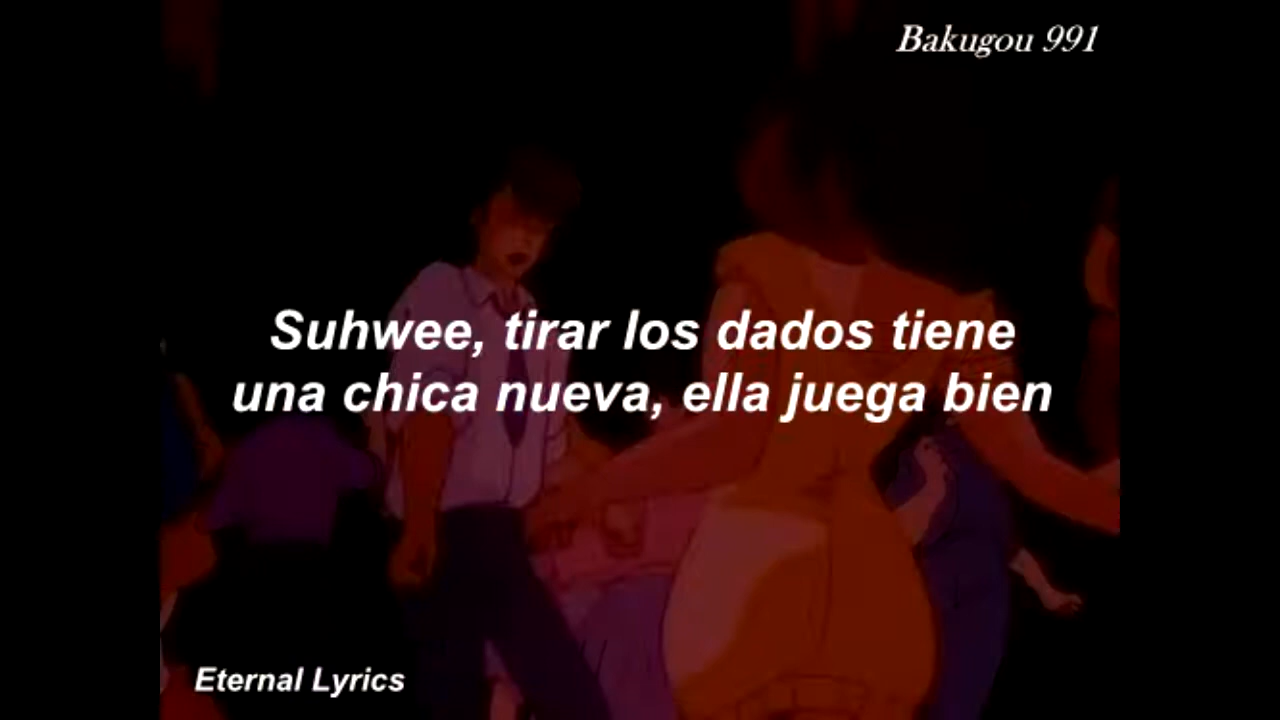 Bakugou 991
Suhwee, tirar los dados tiene
una chica nueva, ella juega bien
Eternal Lyrics